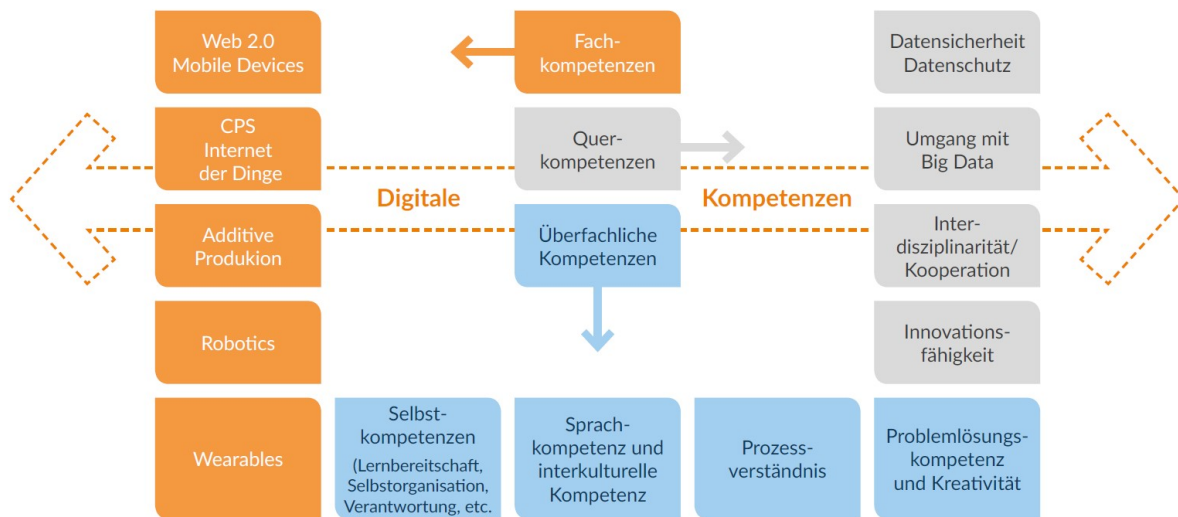 Web 2.0
Mobile Devices
Fach-
kompetenzen
Datensicherheit
Datenschutz
CPS
Internet
der Dinge
Quer-
kompetenzen
Umgang mit
Big Data
Digitale
Kompetenzen
Additive
Produkion
Überfachliche
Kompetenzen
Inter-
disziplinarität/
Kooperation
Robotics
Innovations-
fähigkeit
Wearables
Selbst-
kompetenzen
(Lernbereitschaft,
Selbstorganisation,
Verantwortung, etc.
Sprach-
kompetenz und
interkulturelle
Kompetenz
Prozess-
verständnis
Problemlösungs-
kompetenz
und Kreativität